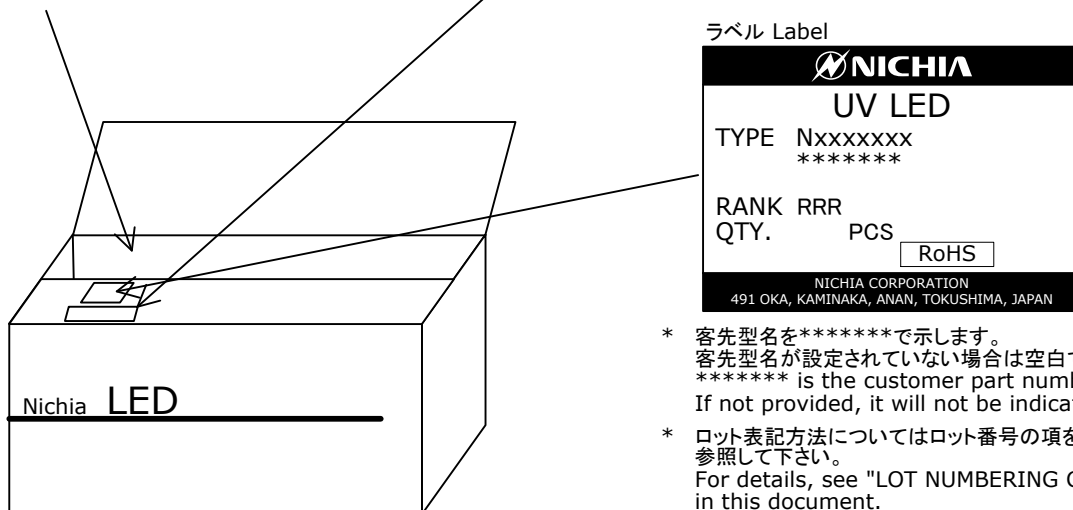 ラベル Label
NICHIA
UV LED
TYPE Nxxxxxxx
*******
RANK RRR
QTY. PCS
RoHS
NICHIA CORPORATION
491 OKA, KAMINAKA, ANAN, TOKUSHIMA, JAPAN
* 客先型名を*******で示します。
客先型名が設定されていない場合は空白
******* is the customer part
If not provided, it will not be
* ロット表記方法についてはロット番号の項を
参照して下さい。
For details, see "LOT NUMBERING
in this document.
Nichia LED